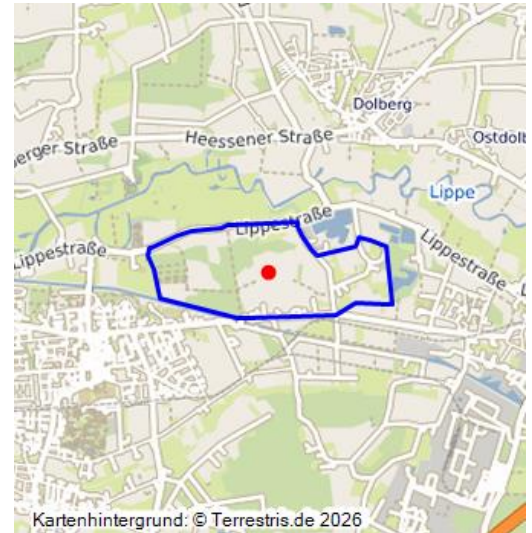 Dolberg
Heessener Straße
Ostdolb
erger Straße
Lippe
Lippestraße
Lippestraße
Lippestraße
L
Kartenhintergrund: © Terrestris.de 2026